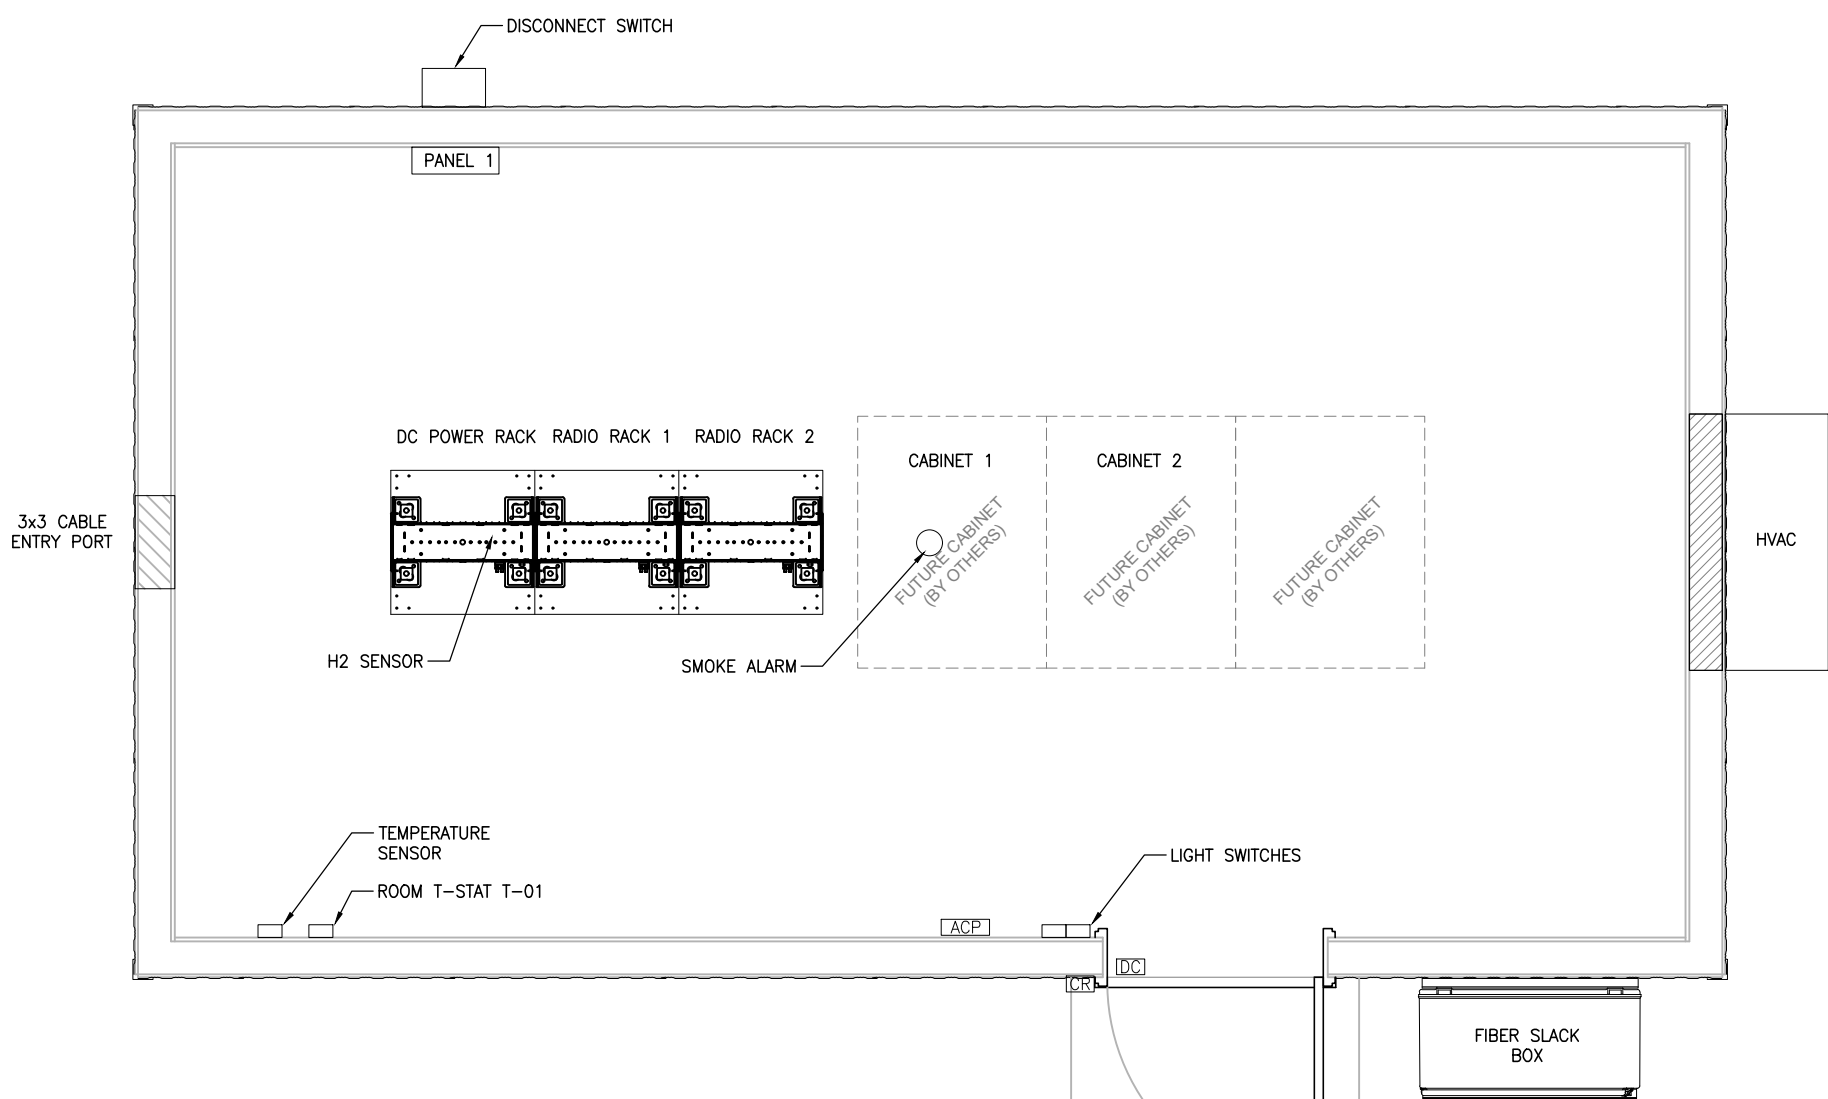 DISCONNECT SWITCH
PANEL 1
DC POWER RACK
RADIO RACK 1
RADIO RACK 2
CABINET 1
CABINET 2
FUTURE CABINET
(BY OTHERS)
FUTURE CABINET
(BY OTHERS)
FUTURE CABINET
(BY OTHERS)
3x3 CABLE
ENTRY PORT
HVAC
H2 SENSOR
SMOKE ALARM
TEMPERATURE
SENSOR
ROOM T-STAT T-01
LIGHT SWITCHES
ACP
DC
CR
FIBER SLACK
BOX